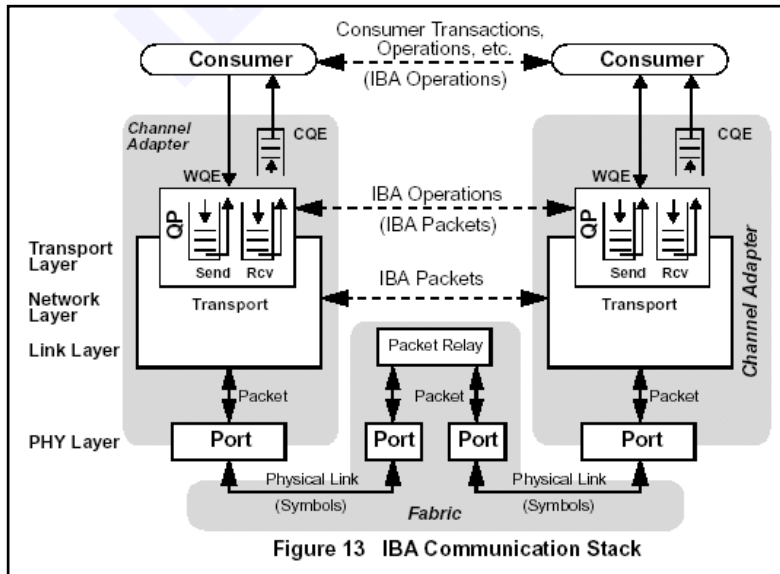 Consumer Transactions,
Operations, etc.
(IBA Operations)
Consumer
Consumer
Channel
Adapter
CQE
WQE
QP
Send
Rcv
Transport
IBA Operations
(IBA Packets)
IBA Packets
CQE
WQE
QP
Send
Rcv
Transport
Channel Adapter
Transport
Layer
Network
Layer
Link Layer
PHY Layer
Packet Relay
Packet
Packet
Packet
Port
Port
Port
Port
Physical Link
(Symbols)
Physical Link
(Symbols)
Fabric
Figure 13 IBA Communication Stack